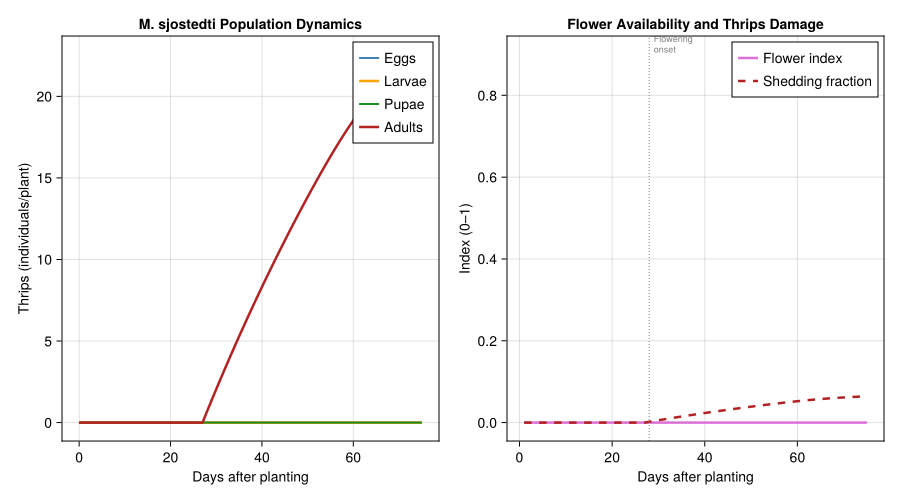 M. sjostedti Population Dynamics
Thrips (individuals/plant)
20
15
10
5
0
0 20 40 60
Days after planting
Eggs
Larvae
Pupae
Adults
Flower Availability and Thrips Damage
Index (0–1)
0.8
0.6
0.4
0.2
0.0
0 20 40 60
Days after planting
Flowering
onset
Flower index
Shedding fraction